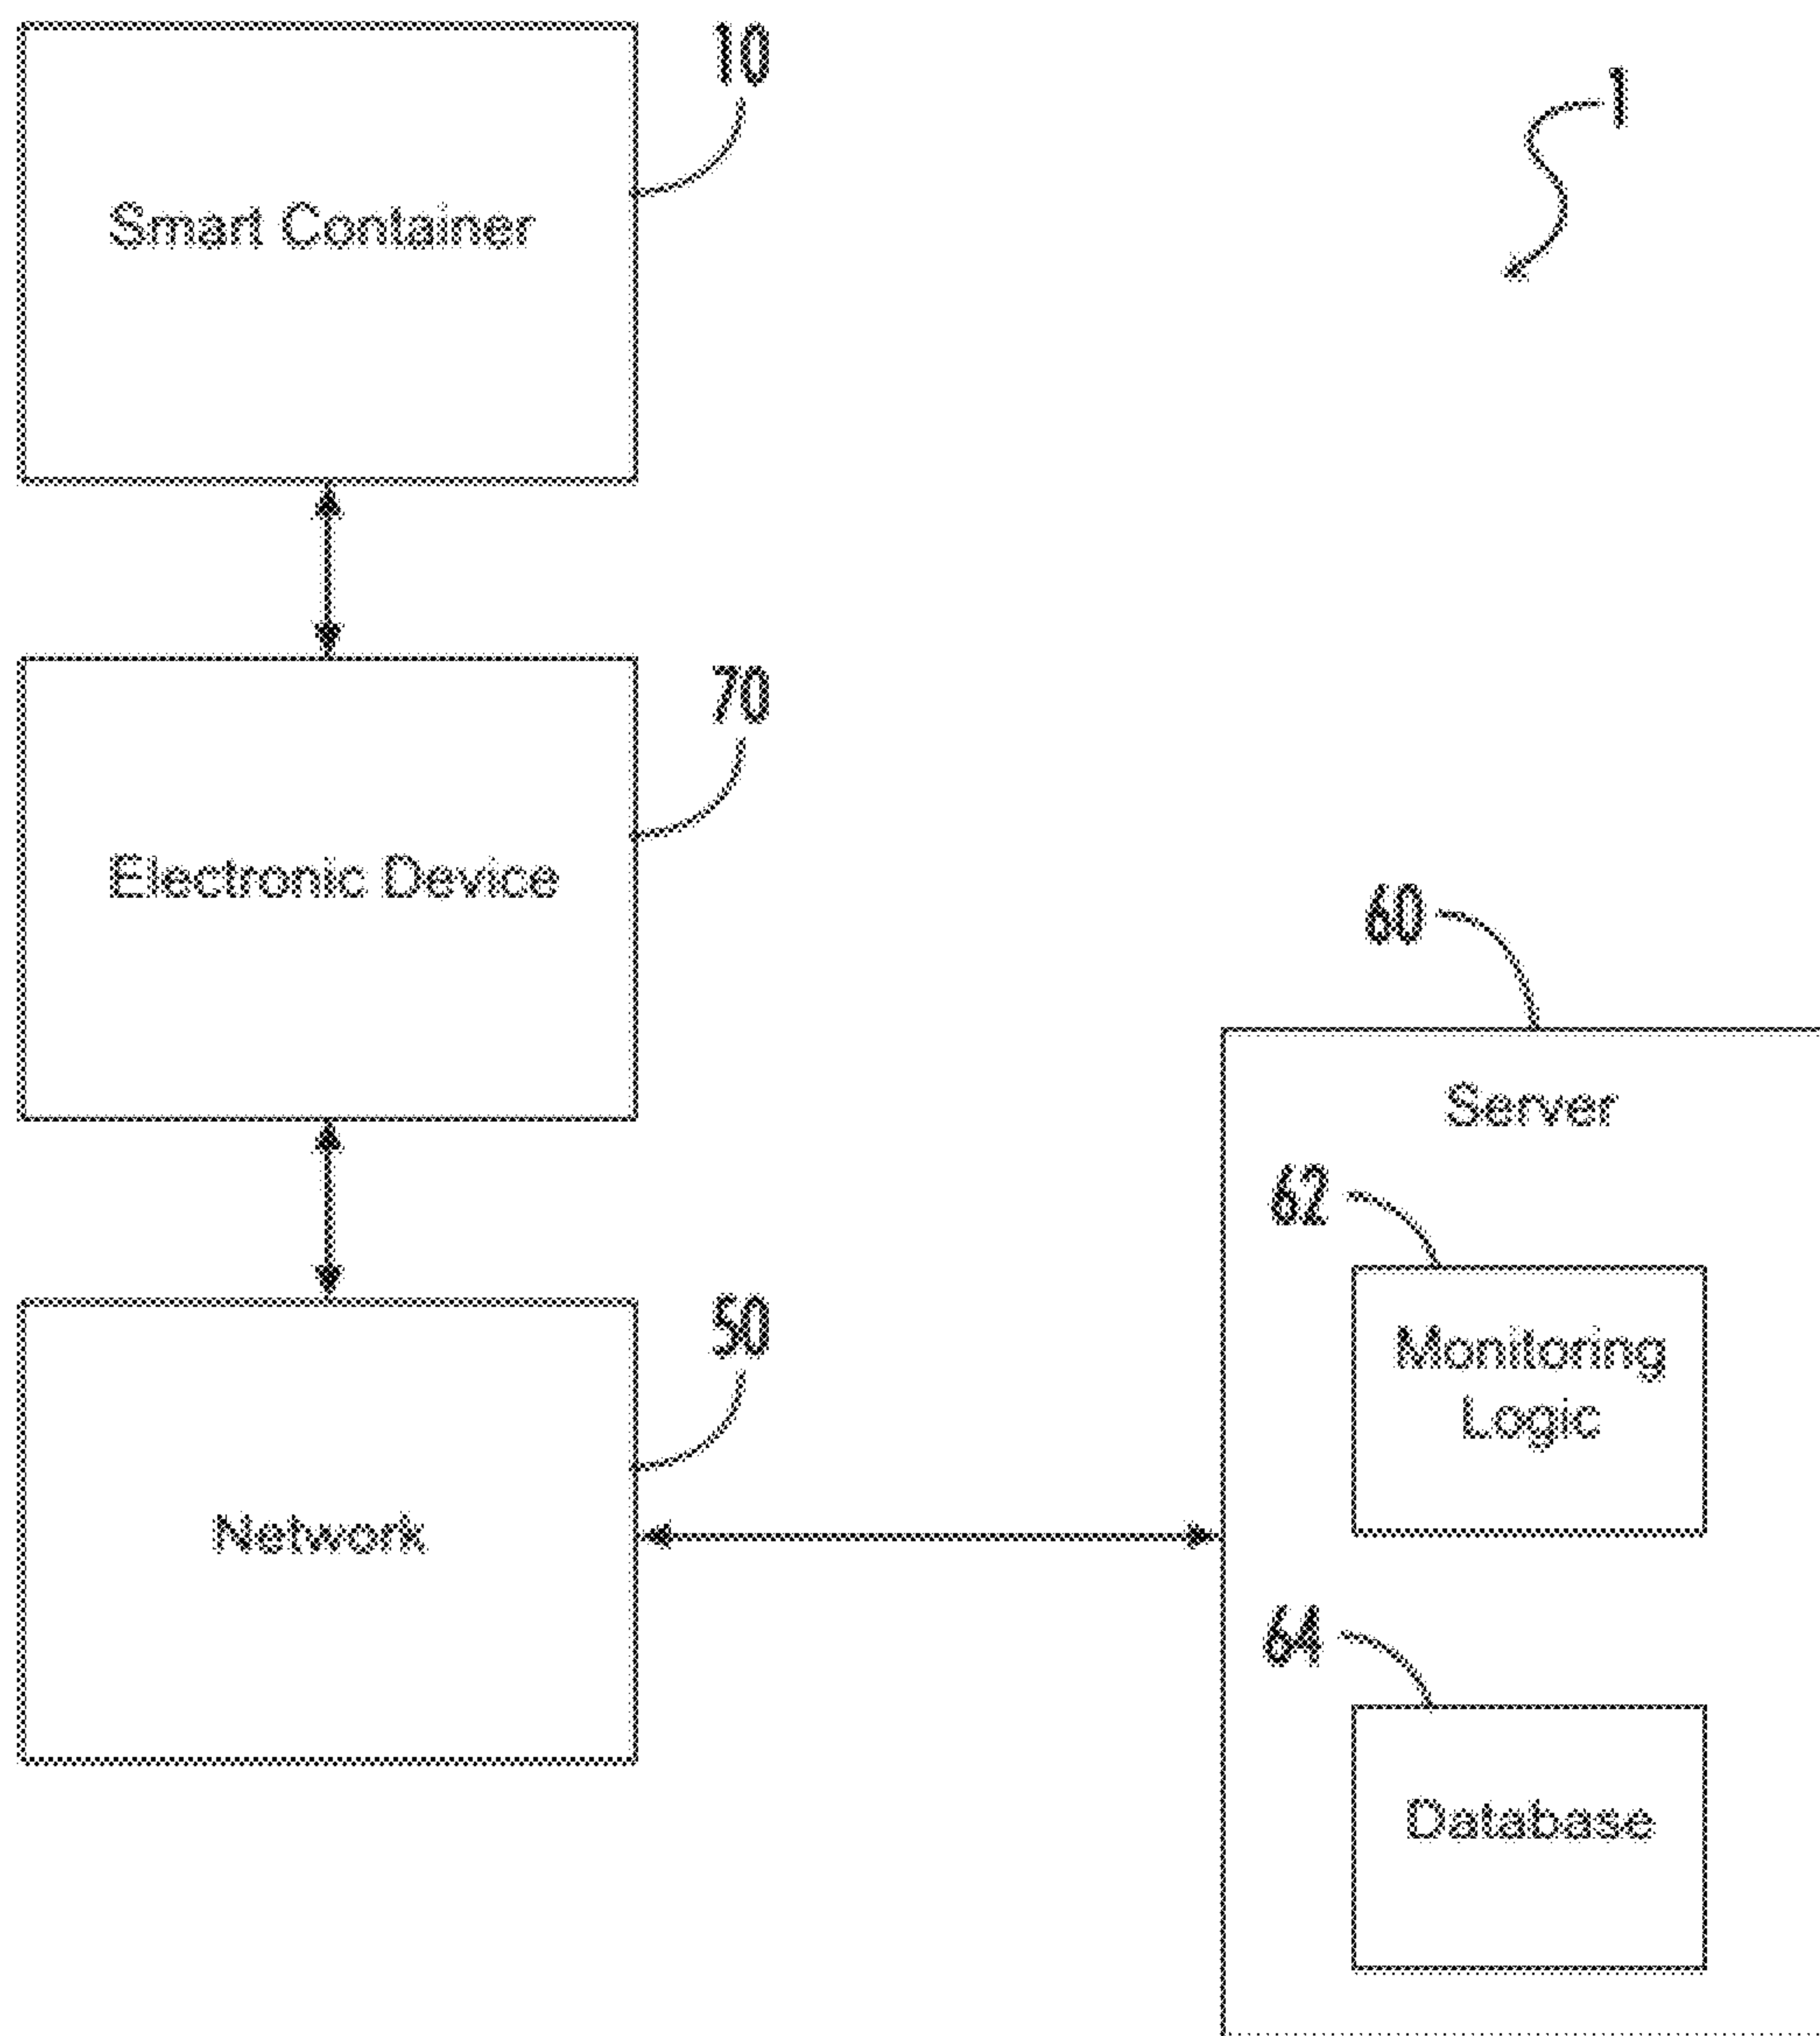 10
1
Smart Container
70
Electronic Device
60
Server
62
50
Monitoring
Logic
Network
64
Database